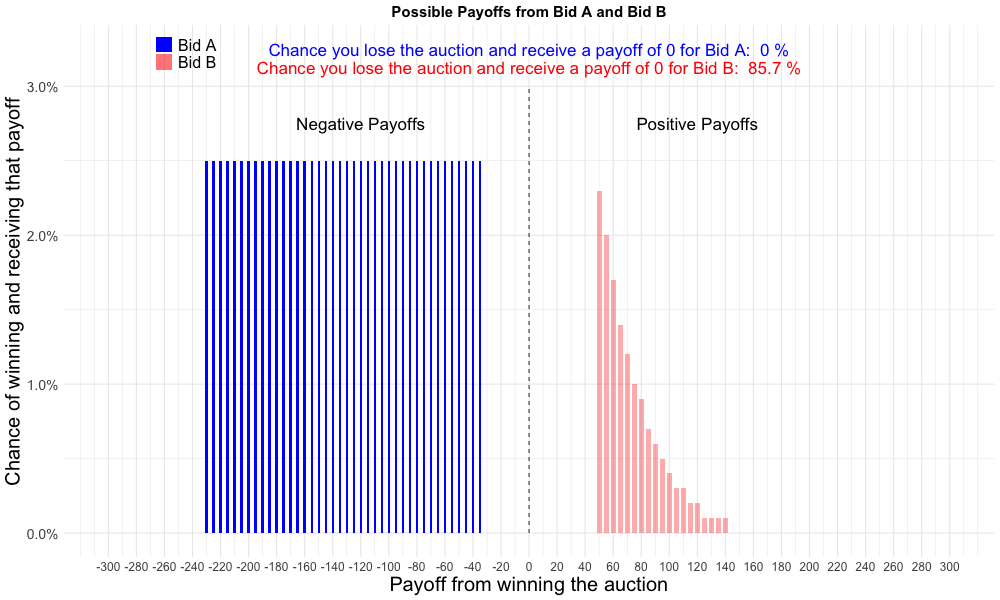 Possible Payoffs from Bid A and Bid B
Bid A
Bid B
Chance you lose the auction and receive a payoff of 0 for Bid A:  0 %
Chance you lose the auction and receive a payoff of 0 for Bid B:  85.7 %
Negative Payoffs
Positive Payoffs
Chance of winning and receiving that payoff
3.0%
2.0%
1.0%
0.0%
-300 -280 -260 -240 -220 -200 -180 -160 -140 -120 -100 -80 -60 -40 -20 0 20 40 60 80 100 120 140 160 180 200 220 240 260 280 300
Payoff from winning the auction